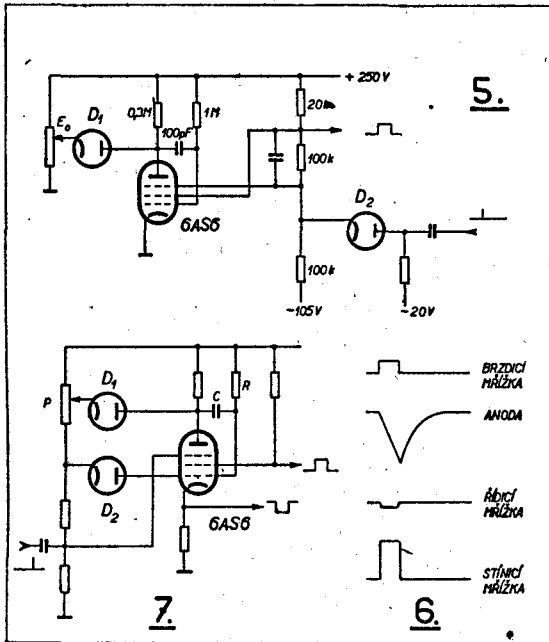 5.
+250V
0,3M
1M
20k
E₀
D₁
100pF
100k
6AS6
D₂
100k
-105V
-20V
P
D₁
C
R
D₂
6AS6
7.
BRZDICÍ
MŘÍŽKA
ANODA
ŘÍDICÍ
MŘÍŽKA
STÍNICÍ
MŘÍŽKA
6.